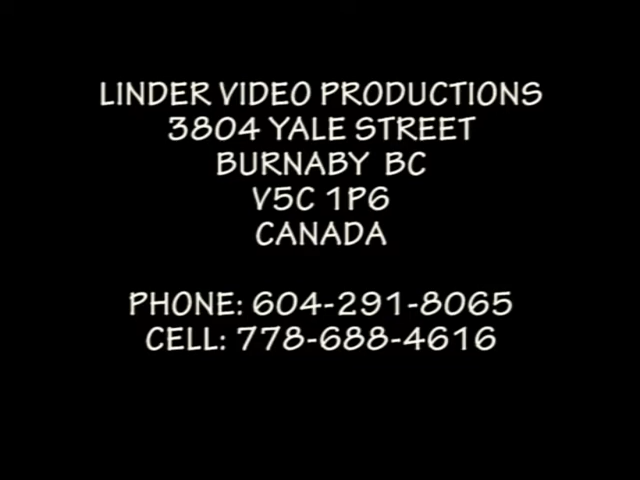 LINDER VIDEO PRODUCTIONS
3804 YALE STREET
BURNABY BC
V5C 1P6
CANADA
PHONE: 604-291-8065
CELL: 778-688-4616